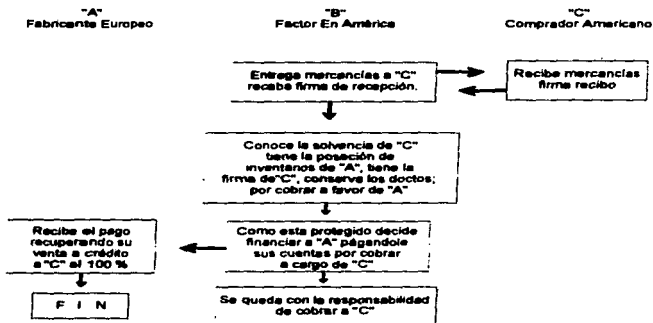 "A"
Fabricante Europeo
"B"
Factor En América
"C"
Comprador Americano
Entrega mercancías a "C"
recaba firma de recepción.
Recibe mercancías
firma recibo
Conoce la solvencia de "C"
tiene la posación de
inventarios de "A", tiene la
firma de"C", conserva los doctos;
por cobrar a favor de "A"
Recibe el pago
recuperando su
venta a crédito
a "C" al 100 %
Como esta protegido decide
financiar a "A" págandole
sus cuentas por cobrar
a cargo de "C"
F I N
Se queda con la responsabilidad
de cobrar a "C"